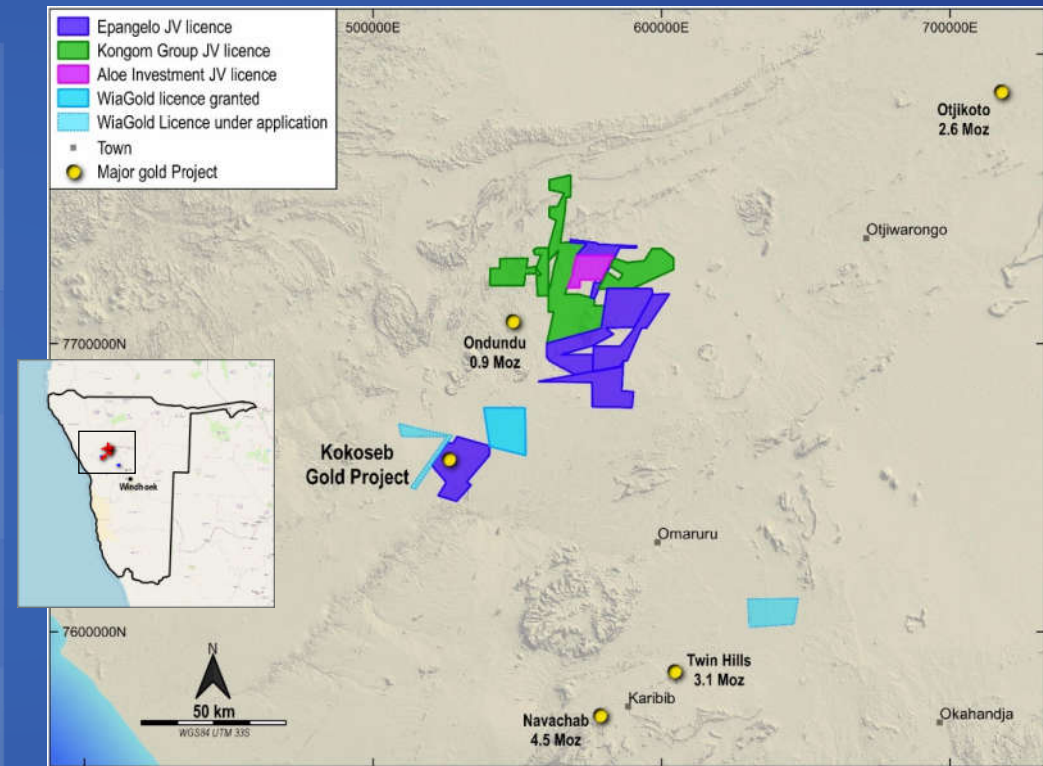 Epangelo JV licence
Kongom Group JV licence
Aloe Investment JV licence
WiaGold licence granted
WiaGold Licence under application
Town
Major gold Project
500000E
600000E
700000E
Otjikoto
2.6 Moz
Otjiwarongo
7700000N
Ondundu
0.9 Moz
Kokoseb
Gold Project
Windhoek
Omaruru
7600000N
N
50 km
WGS84 UTM 33S
Twin Hills
3.1 Moz
Karibib
Navachab
4.5 Moz
Okahandja